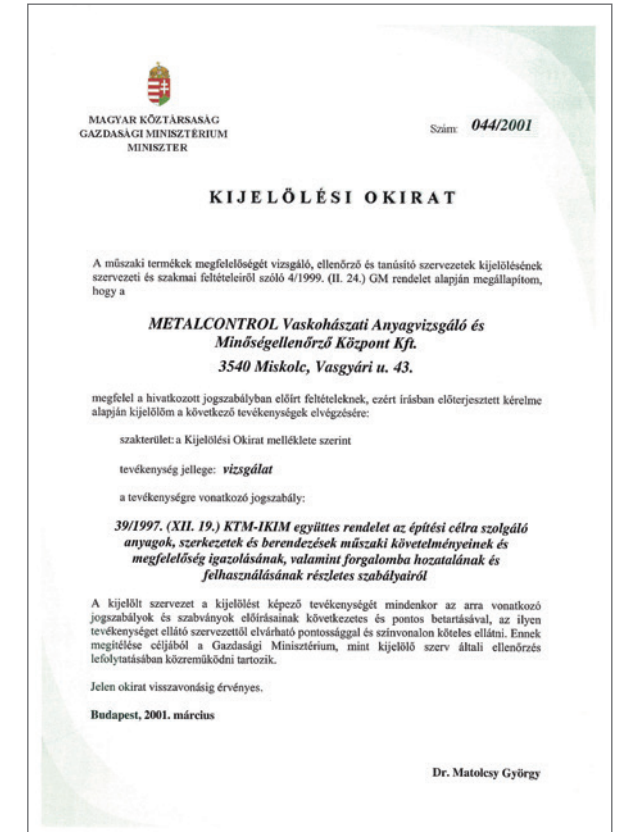 MAGYAR KÖZTÁRSASÁG
GAZDASÁGI MINISZTÉRIUM
MINISZTER
Szám: 044/2001
KIJELÖLÉSI OKIRAT
A műszaki termékek megfelelőségét vizsgáló, ellenőrző és tanúsító szervezetek kijelölésének
szervezeti és szakmai feltételeiről szóló 4/1999. (II. 24.) GM rendelet alapján megállapítom,
hogy a
METALCONTROL Vaskohászati Anyagvizsgáló és
Minőségellenőrző Központ Kft.
3540 Miskolc, Vasgyári u. 43.
megfelel a hivatkozott jogszabályban előírt feltételeknek, ezért írásban előterjesztett kérelme
alapján kijelölöm a következő tevékenységek elvégzésére:
szakterület: a Kijelölési Okirat melléklete szerint
tevékenység jellege: vizsgálat
a tevékenységre vonatkozó jogszabály:
39/1997. (XII. 19.) KTM-IKIM együttes rendelet az építési célra szolgáló
anyagok, szerkezetek és berendezések műszaki követelményeinek és
megfelelőség igazolásának, valamint forgalomba hozatalának és
felhasználásának részletes szabályairól
A kijelölt szervezet a kijelölést képező tevékenységét mindenkor az arra vonatkozó
jogszabályok és szabványok előírásainak következetes és pontos betartásával, az ilyen
tevékenységet ellátó szervezettől elvárható pontossággal és színvonalon köteles ellátni. Ennek
megítélése céljából a Gazdasági Minisztérium, mint kijelölő szerv általi ellenőrzés
lefolytatásában közreműködni tartozik.
Jelen okirat visszavonásig érvényes.
Budapest, 2001. március
Dr. Matolcsy György